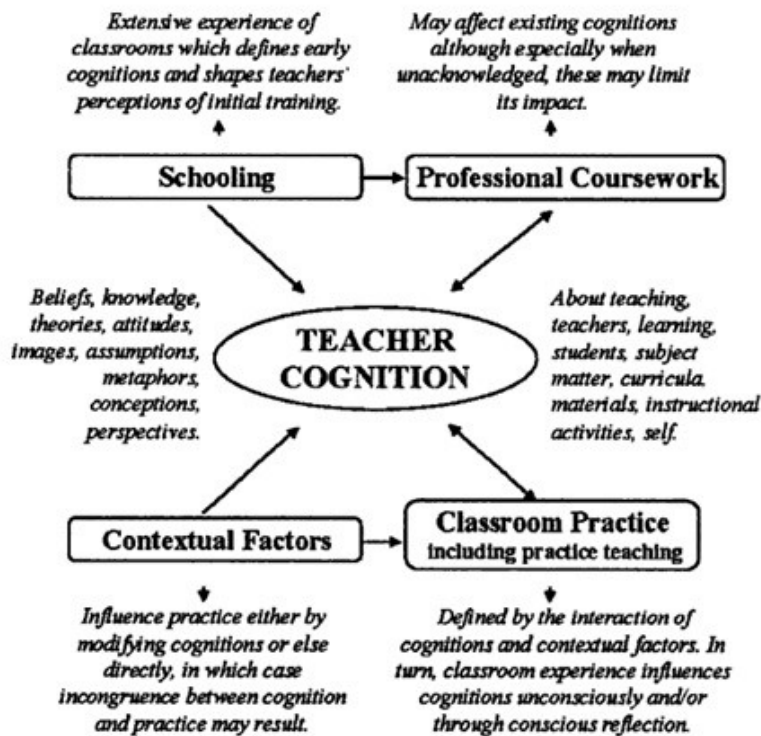 Extensive experience of
classrooms which defines early
cognitions and shapes teachers'
perceptions of initial training.
May affect existing cognitions
although especially when
unacknowledged, these may limit
its impact.
Schooling
Professional Coursework
Beliefs, knowledge,
theories, attitudes,
images, assumptions,
metaphors,
conceptions,
perspectives.
TEACHER
COGNITION
About teaching,
teachers, learning,
students, subject
matter, curricula.
materials, instructional
activities, self.
Contextual Factors
Classroom Practice
including practice teaching
Influence practice either by
modifying cognitions or else
directly, in which case
incongruence between cognition
and practice may result.
Defined by the interaction of
cognitions and contextual factors. In
turn, classroom experience influences
cognitions unconsciously and/or
through conscious reflection.